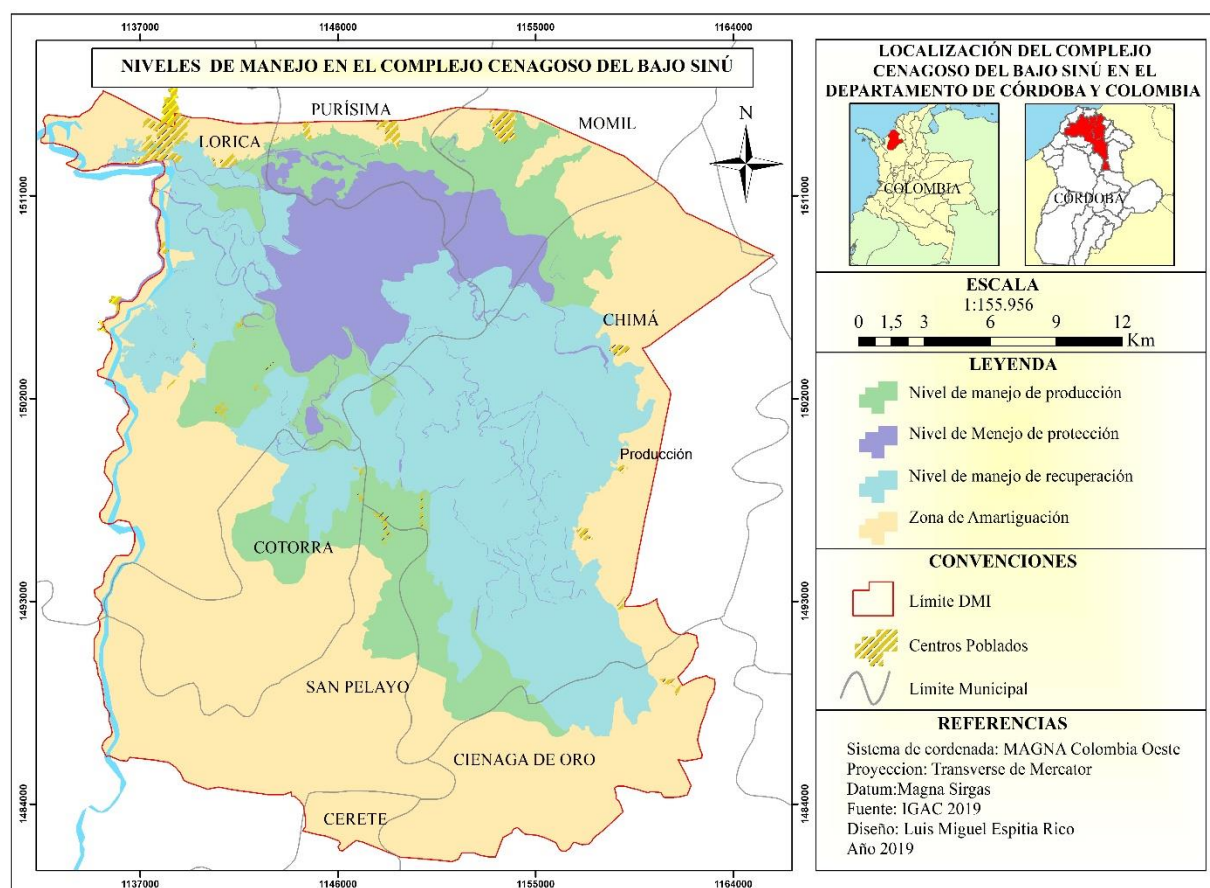 1137000
1146000
1155000
1164000
NIVELES DE MANEJO EN EL COMPLEJO CENAGOSO DEL BAJO SINÚ
PURÍSIMA
MOMIL
LORICA
N
1511000
1511000
CHIMÁ
1502000
1502000
Producción
COTORRA
1493000
1493000
SAN PELAYO
CIENAGA DE ORO
1484000
1484000
CERETE
1137000
1146000
1155000
1164000
LOCALIZACIÓN DEL COMPLEJO
CENAGOSO DEL BAJO SINÚ EN EL
DEPARTAMENTO DE CÓRDOBA Y COLOMBIA
COLOMBIA
CÓRDOBA
ESCALA
1:155.956
0 1,5 3 6 9 12
Km
LEYENDA
Nivel de manejo de producción
Nivel de Menejo de protección
Nivel de manejo de recuperación
Zona de Amartiguación
CONVENCIONES
Límite DMI
Centros Poblados
Límite Municipal
REFERENCIAS
Sistema de cordenada: MAGNA Colombia Oeste
Proyeccion: Transverse de Mercator
Datum:Magna Sirgas
Fuente: IGAC 2019
Diseño: Luis Miguel Espitia Rico
Año 2019